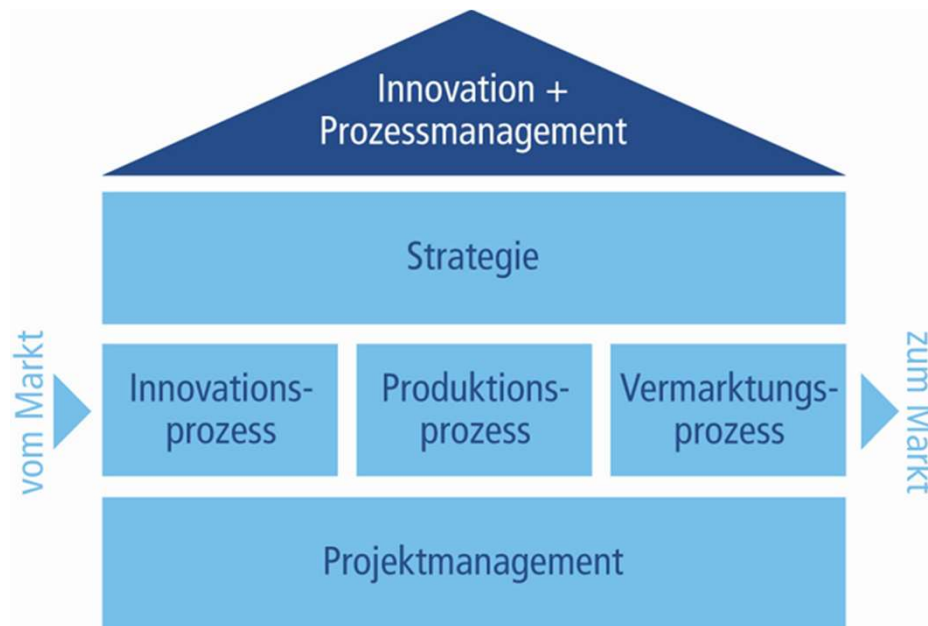 Innovation +
Prozessmanagement
Strategie
vom Markt
Innovations-
prozess
Produktions-
prozess
Vermarktungs-
prozess
zum Markt
Projektmanagement